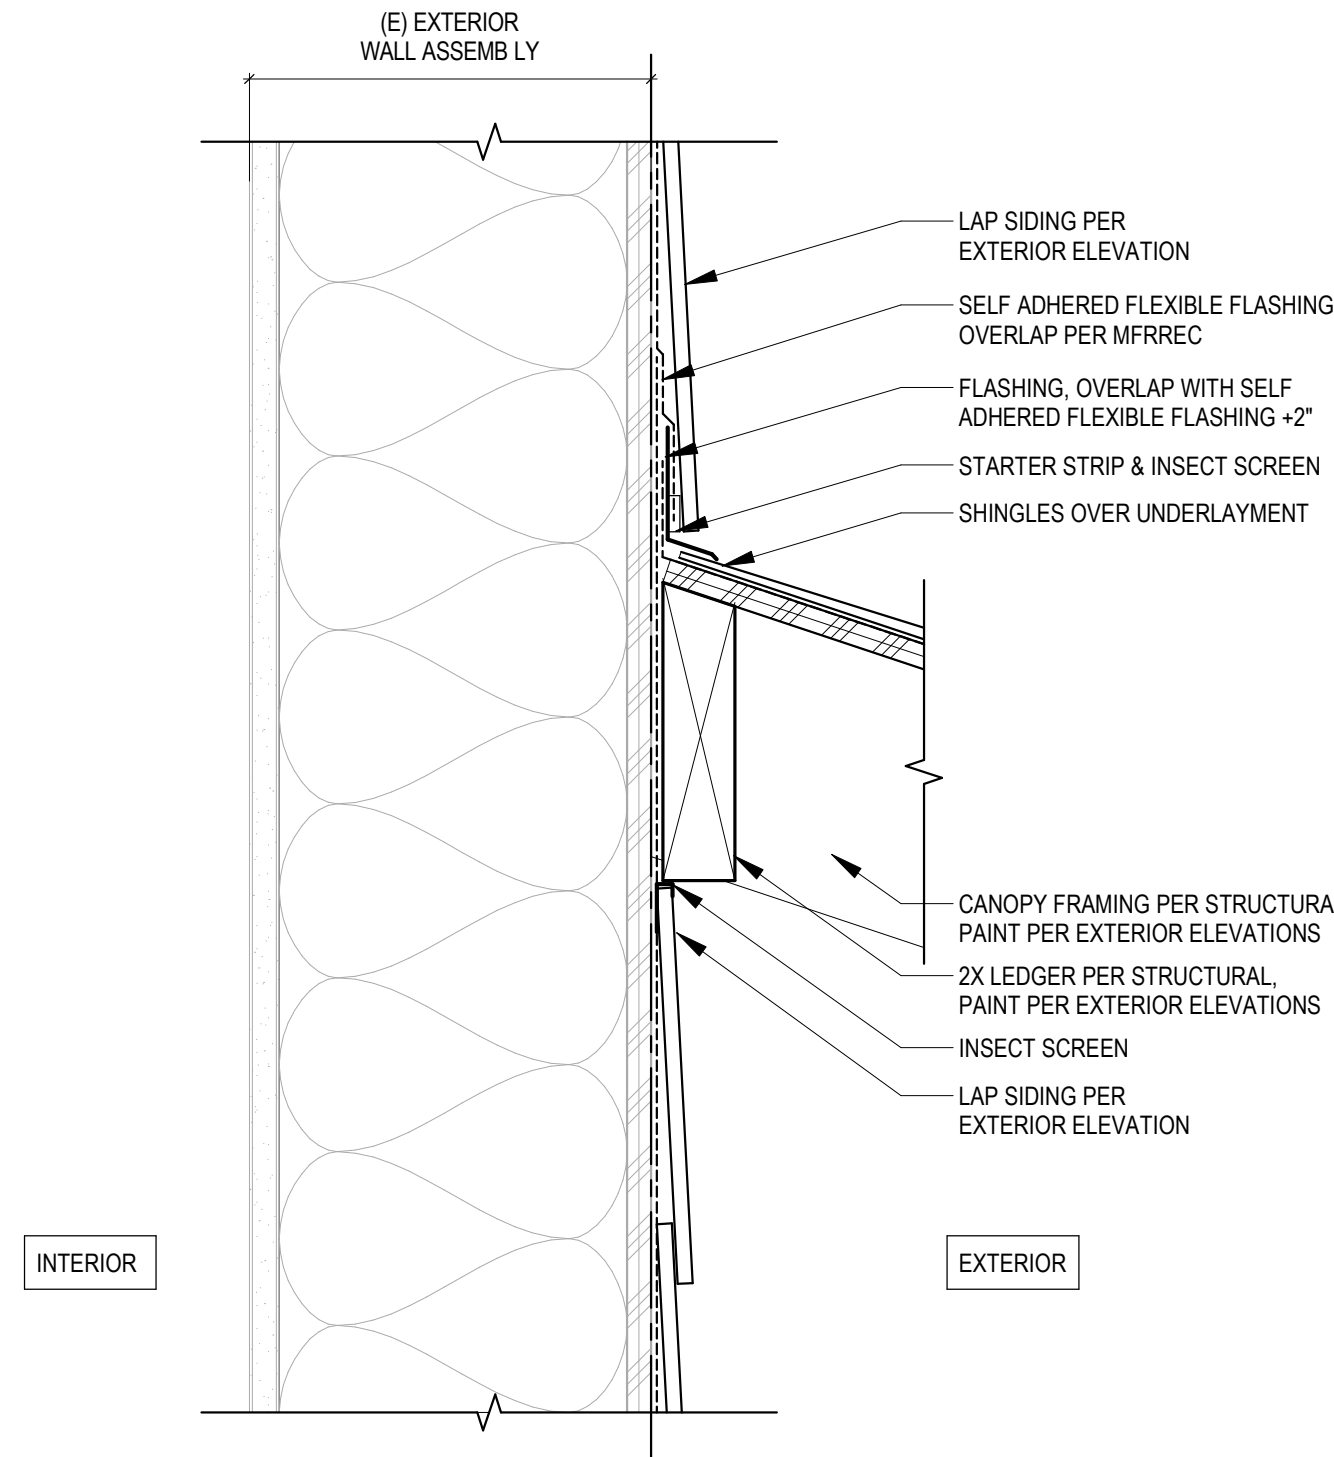 (E) EXTERIOR
WALL ASSEMB LY
LAP SIDING PER
EXTERIOR ELEVATION
SELF ADHERED FLEXIBLE FLASHING
OVERLAP PER MFRREC
FLASHING, OVERLAP WITH SELF
ADHERED FLEXIBLE FLASHING +2"
STARTER STRIP & INSECT SCREEN
SHINGLES OVER UNDERLAYMENT
CANOPY FRAMING PER STRUCTURA
PAINT PER EXTERIOR ELEVATIONS
2X LEDGER PER STRUCTURAL,
PAINT PER EXTERIOR ELEVATIONS
INSECT SCREEN
LAP SIDING PER
EXTERIOR ELEVATION
INTERIOR
EXTERIOR